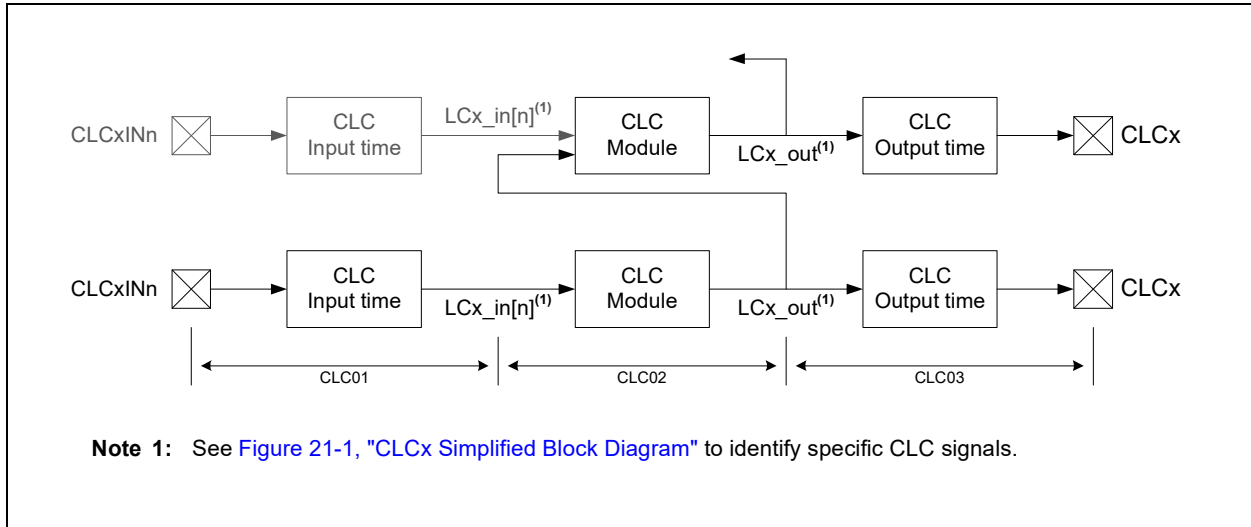 CLCxINn
CLC
Input time
LCx_in[n](1)
CLC
Module
LCx_out(1)
CLC
Output time
CLCx
CLCxINn
CLC
Input time
LCx_in[n](1)
CLC
Module
LCx_out(1)
CLC
Output time
CLCx
CLC01
CLC02
CLC03
Note 1: See Figure 21-1, "CLCx Simplified Block Diagram" to identify specific CLC signals.